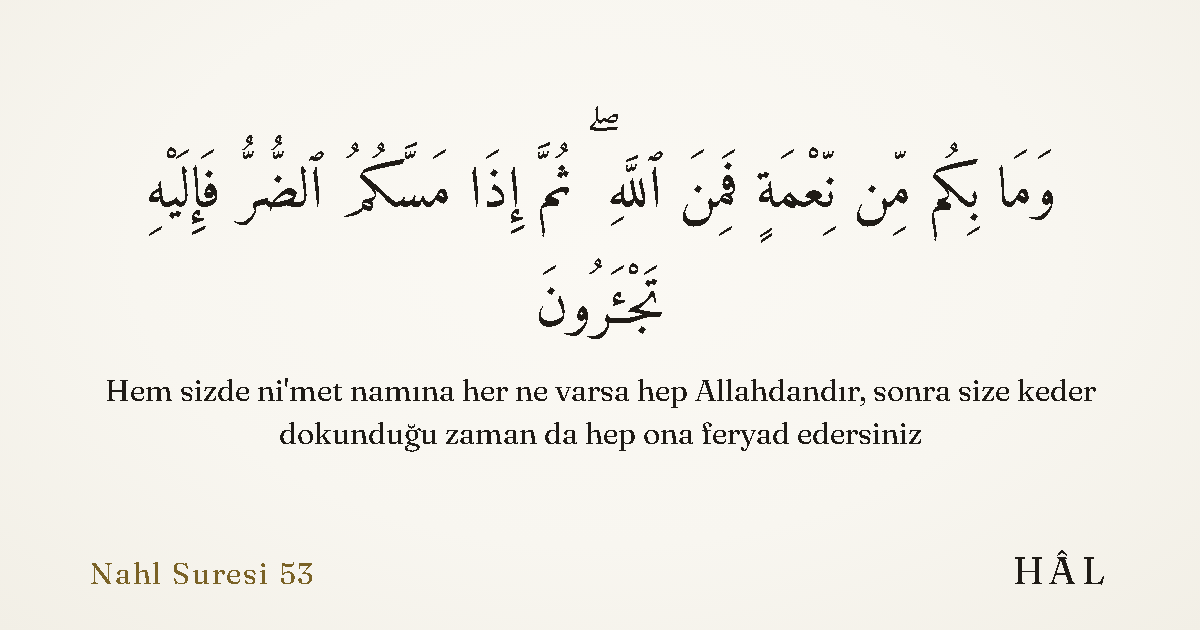 وَمَا بِكُم مِّن نِّعْمَةٍ فَمِنَ ٱللَّهِ ۖ ثُمَّ إِذَا مَسَّكُمُ ٱلضُّرُّ فَإِلَيْهِ
تَجْـَٔرُونَ
Hem sizde ni'met namına her ne varsa hep Allahdandır, sonra size keder
dokunduğu zaman da hep ona feryad edersiniz
Nahl Suresi 53
HÂL